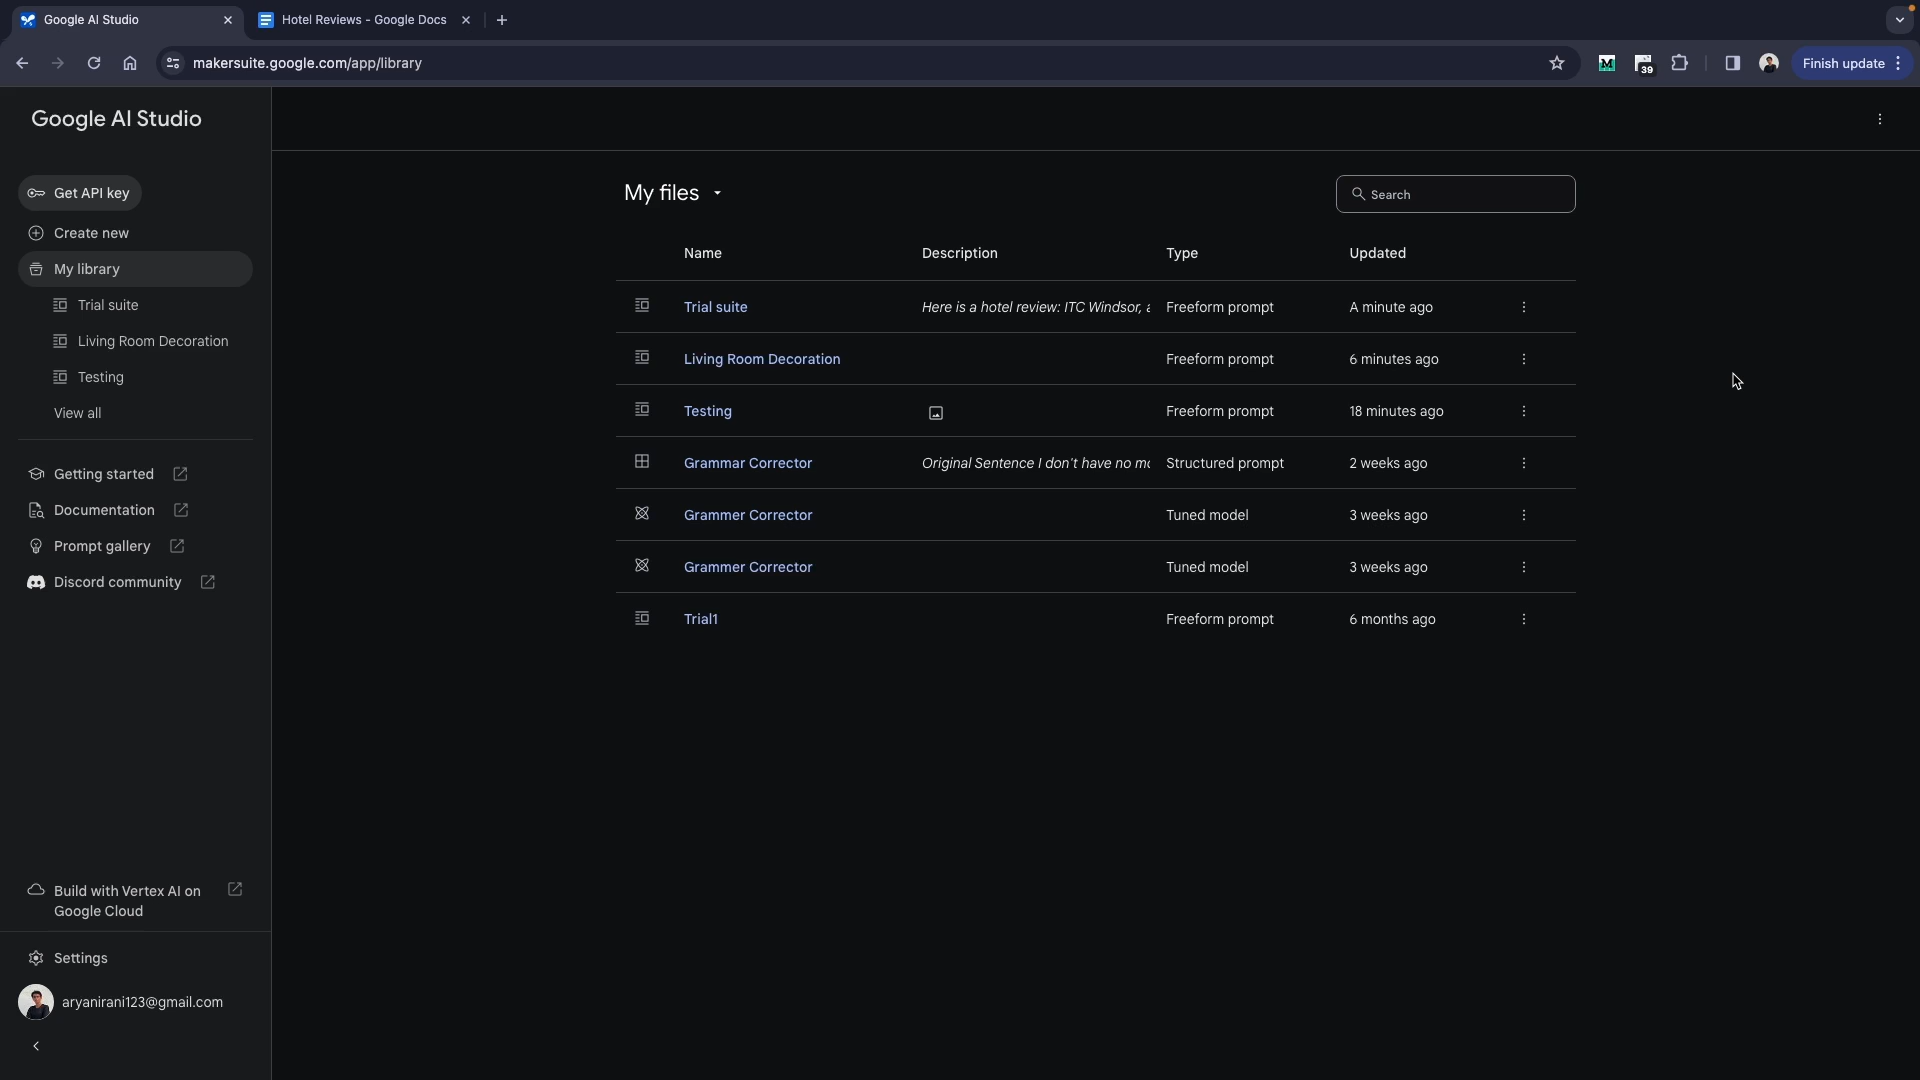 Google AI Studio
Hotel Reviews - Google Docs
makersuite.google.com/app/library
39
Finish update
Google AI Studio
Get API key
Create new
My library
Trial suite
Living Room Decoration
Testing
View all
Getting started
Documentation
Prompt gallery
Discord community
Build with Vertex AI on
Google Cloud
Settings
aryanirani123@gmail.com
My files
Search
Name Description Type Updated
Trial suite Here is a hotel review: ITC Windsor, Freeform prompt A minute ago
Living Room Decoration Freeform prompt 6 minutes ago
Testing Freeform prompt 18 minutes ago
Grammar Corrector Original Sentence I don't have no Structured prompt 2 weeks ago
Grammer Corrector Tuned model 3 weeks ago
Grammer Corrector Tuned model 3 weeks ago
Trial1 Freeform prompt 6 months ago